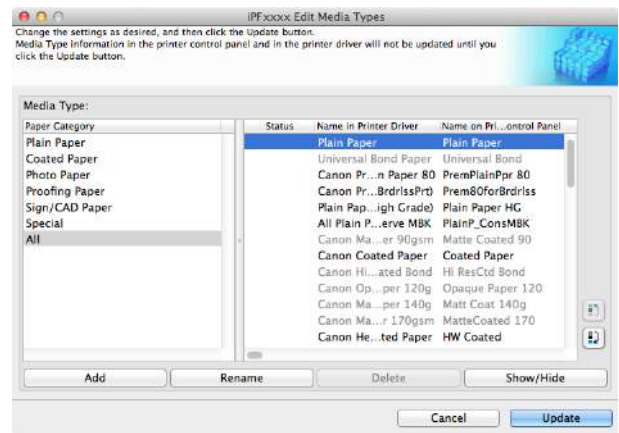 iPFxxxx Edit Media Types
Change the settings as desired, and then click the Update button.
Media Type information in the printer control panel and in the printer driver will not be updated until you
click the Update button.
Media Type:
Paper Category Status Name in Printer Driver Name on Pri...ontrol Panel
Plain Paper Plain Paper Plain Paper
Coated Paper Universal Bond Paper Universal Bond
Photo Paper Canon Pr...n Paper 80 PremPlainPpr 80
Proofing Paper Canon Pr...BrdrlssPrt) Prem80forBrdrlss
Sign/CAD Paper Plain Pap...igh Grade) Plain Paper HG
Special All Plain P...erve MBK PlainP_ConsMBK
All Canon Ma...er 90gsm Matte Coated 90
Canon Coated Paper Coated Paper
Canon Hi...ated Bond Hi ResCtd Bond
Canon Op...per 120g Opaque Paper 120
Canon Ma...per 140g Matt Coat 140g
Canon Ma...r 170gsm MatteCoated 170
Canon He...ted Paper HW Coated
Add Rename Delete Show/Hide
Cancel Update